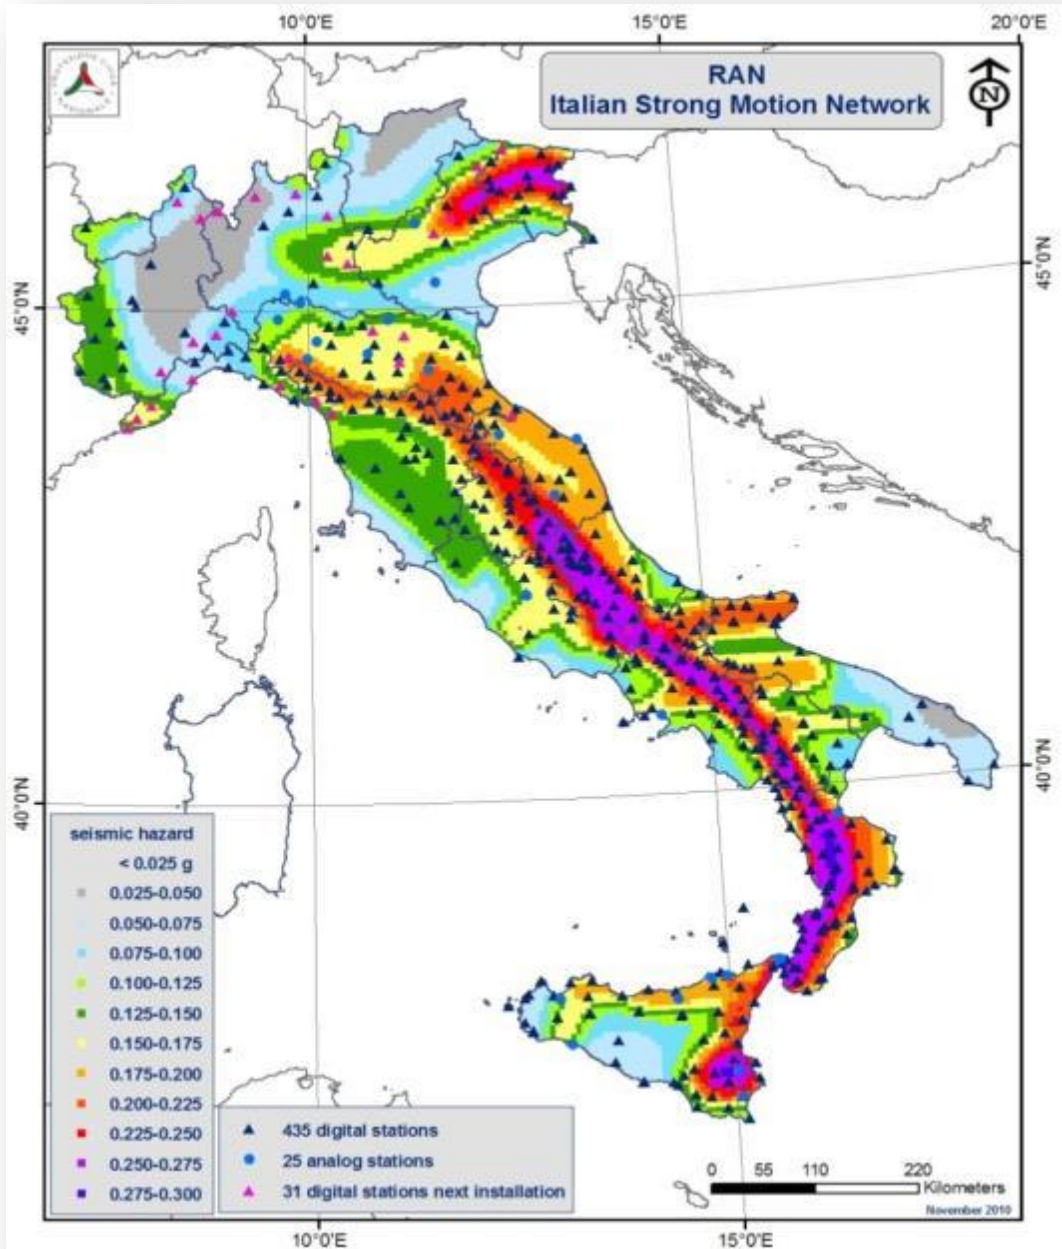 10°0'E
15°0'E
20°0'E
RAN
Italian Strong Motion Network
N
45°0'N
45°0'N
40°0'N
40°0'N
seismic hazard
< 0.025 g
0.025-0.050
0.050-0.075
0.075-0.100
0.100-0.125
0.125-0.150
0.150-0.175
0.175-0.200
0.200-0.225
0.225-0.250
0.250-0.275
0.275-0.300
435 digital stations
25 analog stations
31 digital stations next installation
0 55 110 220
Kilometers
November 2010
10°0'E
15°0'E